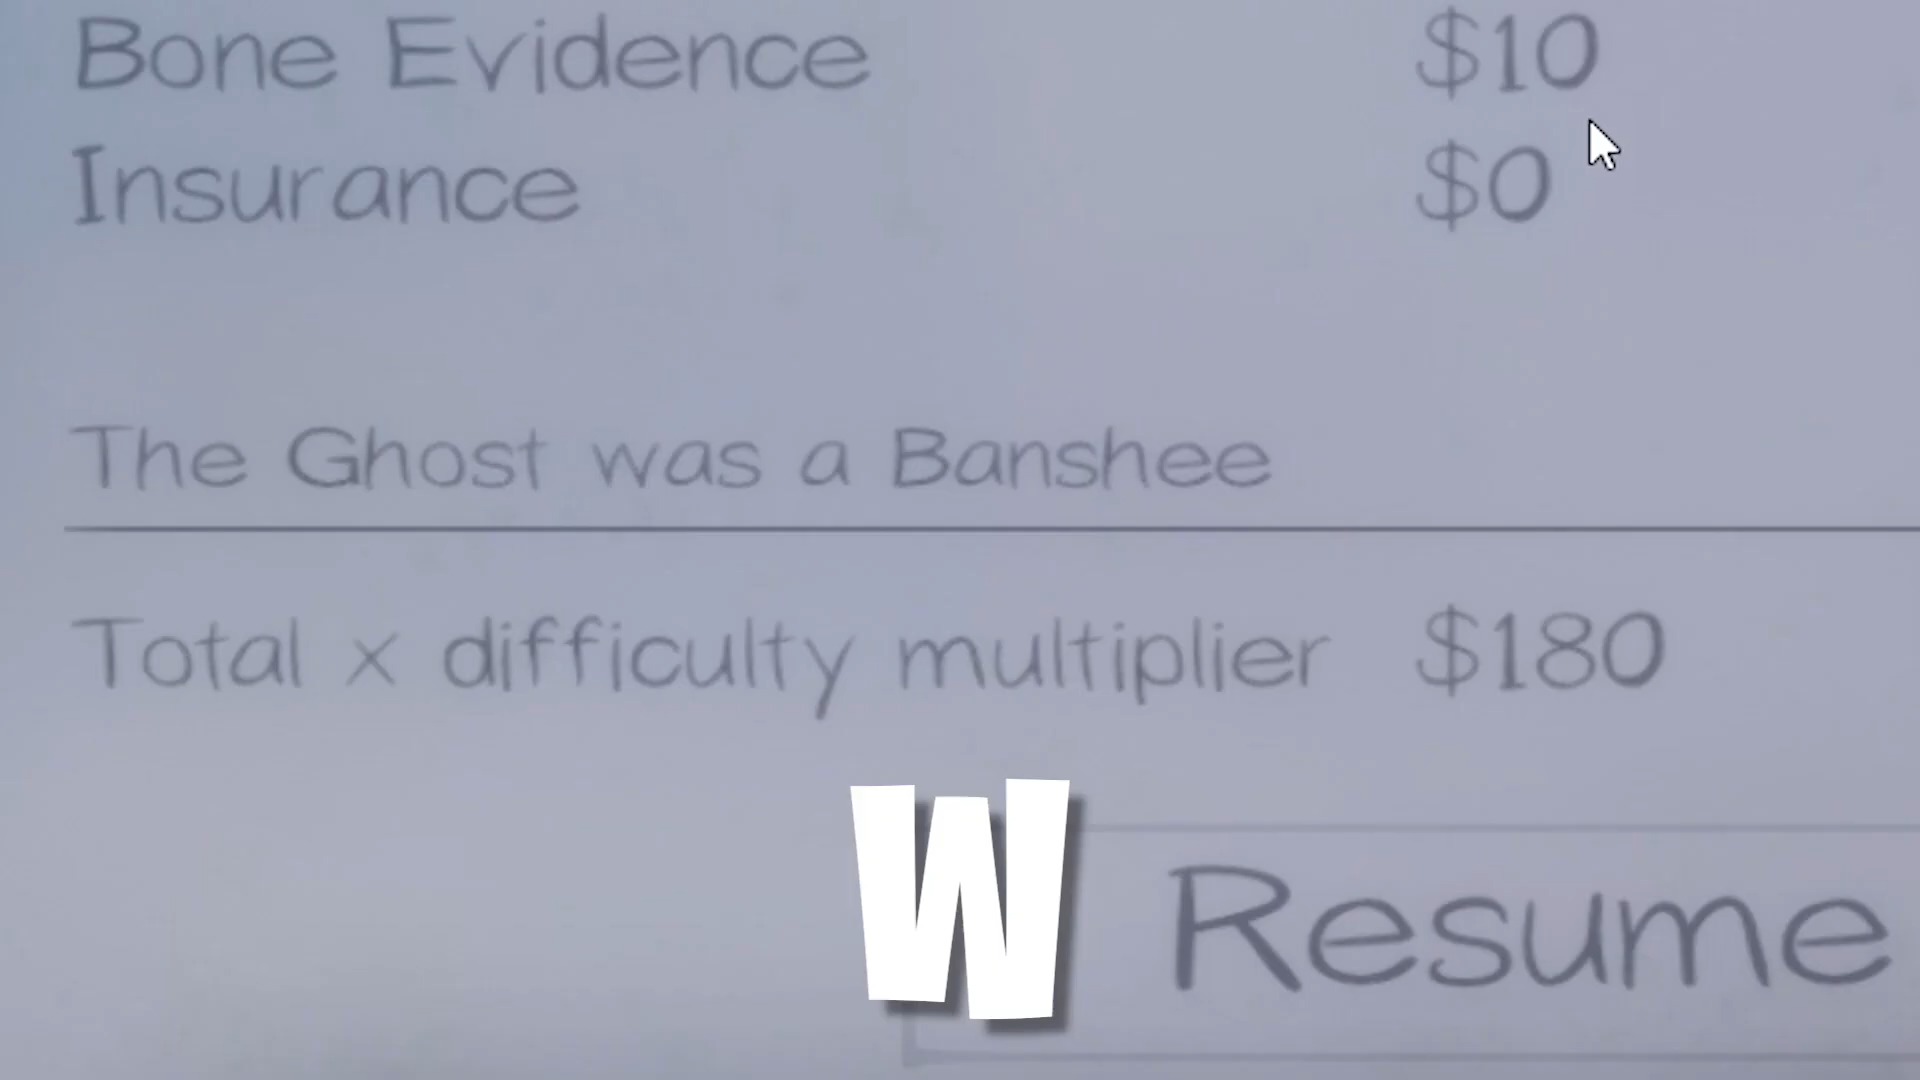 Bone Evidence $10
Insurance $0
The Ghost was a Banshee
Total x difficulty multiplier $180
W
Resume